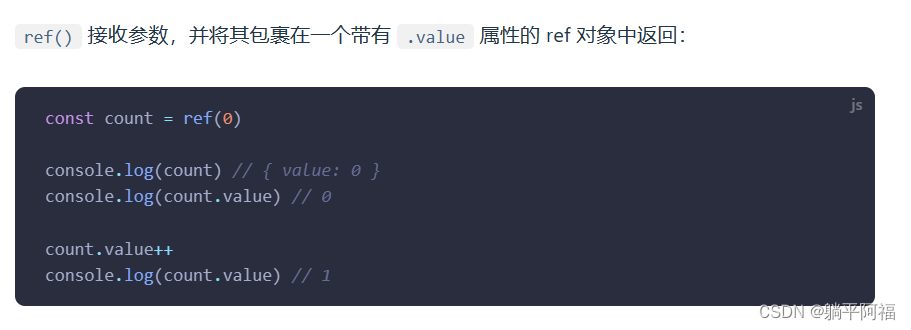 ref() 接收参数，并将其包裹在一个带有 .value 属性的 ref 对象中返回：
js
const count = ref(0)
console.log(count) // { value: 0 }
console.log(count.value) // 0
count.value++
console.log(count.value) // 1
CSDN @躺平阿福